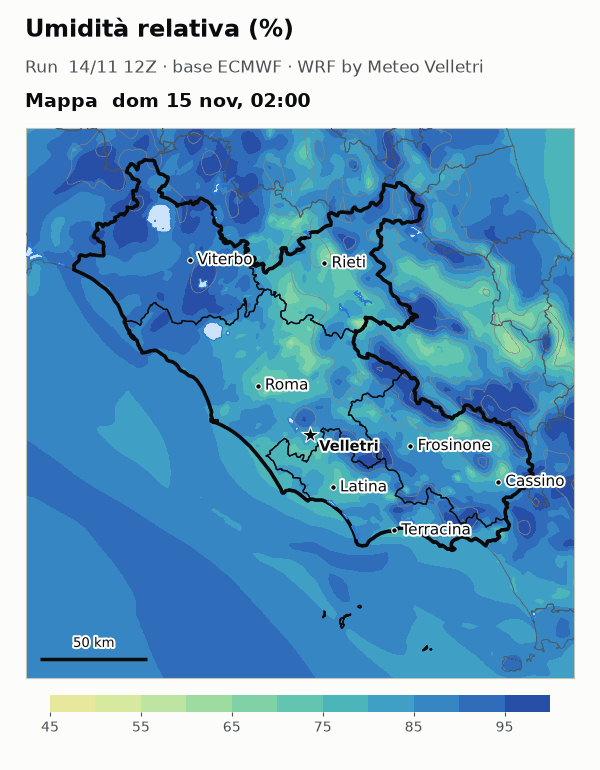 Umidità relativa (%)
Run  14/11 12Z · base ECMWF · WRF by Meteo Velletri
Mappa  dom 15 nov, 02:00
Viterbo
Rieti
Roma
Velletri
Frosinone
Cassino
Latina
Terracina
50 km
45 55 65 75 85 95